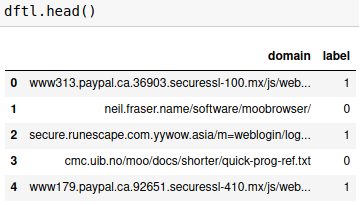 dftl.head()
domain label
0 www313.paypal.ca.36903.securessl-100.mx/js/web... 1
1 neil.fraser.name/software/moobrowser/ 0
2 secure.runescape.com.yywow.asia/m=weblogin/log... 1
3 cmc.uib.no/moo/docs/shorter/quick-prog-ref.txt 0
4 www179.paypal.ca.92651.securessl-410.mx/js/web... 1